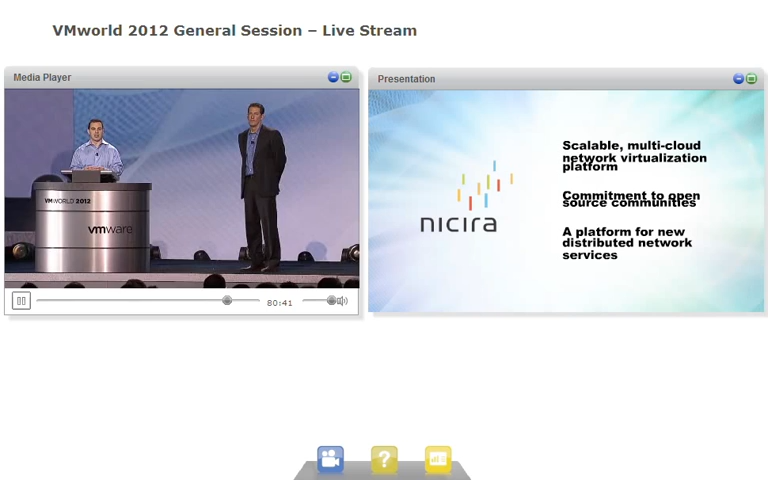 VMworld 2012 General Session – Live Stream
Media Player
Presentation
VMWORLD 2012
vmware
80:41
nicira
Scalable, multi-cloud
network virtualization
platform
Commitment to open
source communities
A platform for new
distributed network
services
?